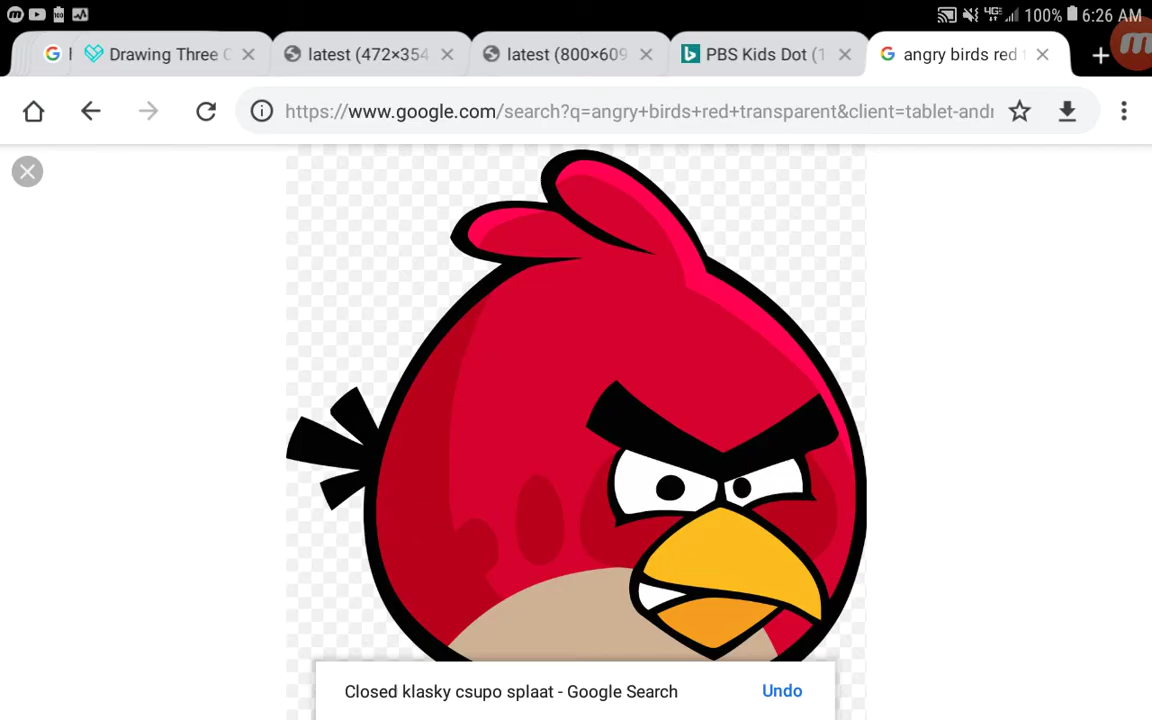 100 4GE 100% 6:26 AM
Drawing Three latest (472×354 latest (800×609 PBS Kids Dot (1 angry birds red
https://www.google.com/search?q=angry+birds+red+transparent&client=tablet-andr
Closed klasky csupo splaat - Google Search Undo